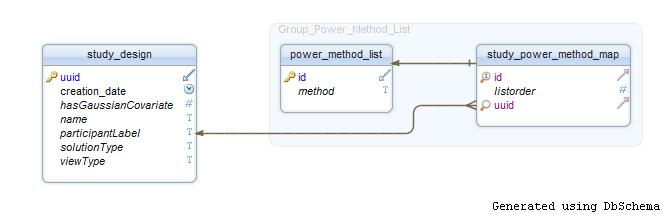 Group_Power_Method_List
study_design
uuid
creation_date
hasGaussianCovariate #
name T
participantLabel T
solutionType T
viewType T
power_method_list
id
method T
study_power_method_map
1 id
listorder #
uuid
Generated using DbSchema